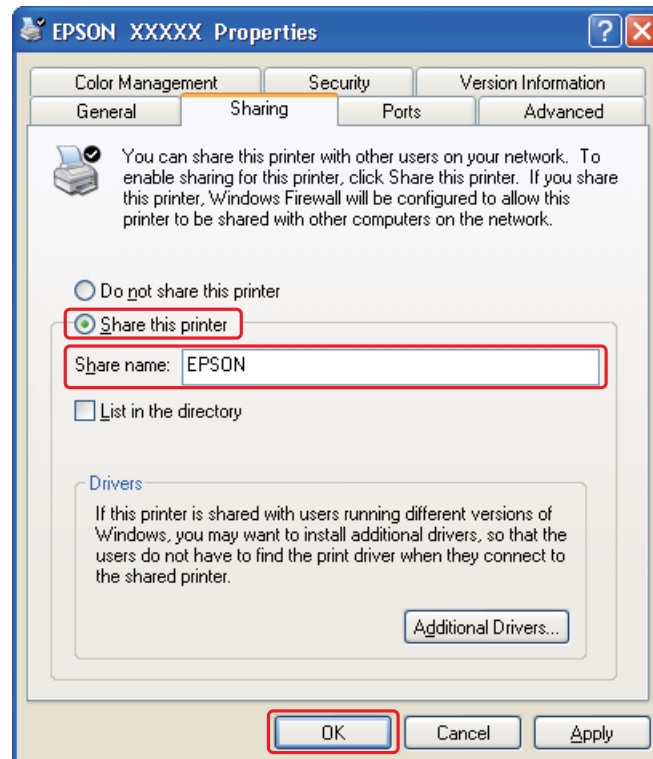 EPSON XXXXX Properties
Color Management Security Version Information
General Sharing Ports Advanced
You can share this printer with other users on your network. To
enable sharing for this printer, click Share this printer. If you share
this printer, Windows Firewall will be configured to allow this
printer to be shared with other computers on the network.
Do not share this printer
Share this printer
Share name: EPSON
List in the directory
Drivers
If this printer is shared with users running different versions of
Windows, you may want to install additional drivers, so that the
users do not have to find the print driver when they connect to
the shared printer.
Additional Drivers...
OK Cancel Apply